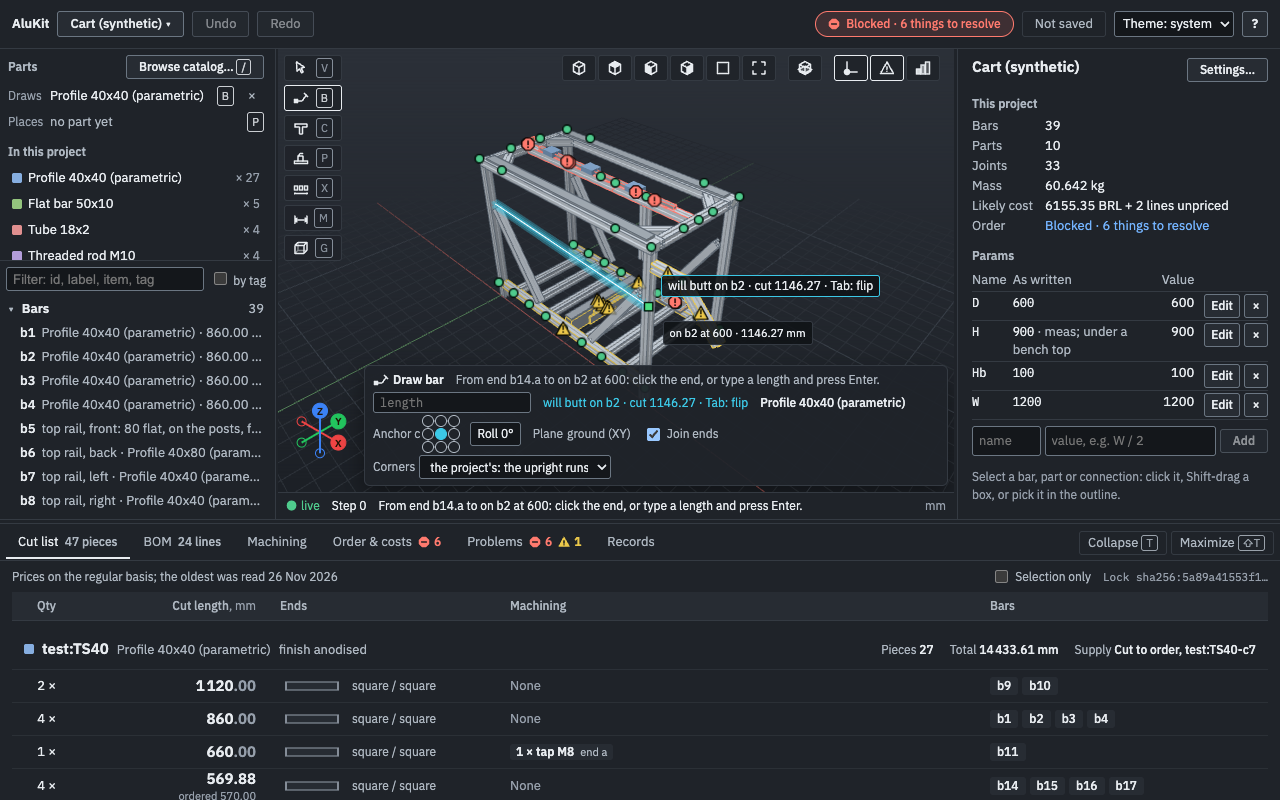 AluKit Cart (synthetic) ▾ Undo Redo Blocked · 6 things to resolve Not saved Theme: system ?
Parts Browse catalog... /
Draws Profile 40x40 (parametric) B ×
Places no part yet P
In this project
Profile 40x40 (parametric) × 27
Flat bar 50x10 × 5
Tube 18x2 × 4
Threaded rod M10 × 4
Filter: id, label, item, tag by tag
▾ Bars 39
b1 Profile 40x40 (parametric) · 860.00 ...
b2 Profile 40x40 (parametric) · 860.00 ...
b3 Profile 40x40 (parametric) · 860.00 ...
b4 Profile 40x40 (parametric) · 860.00 ...
b5 top rail, front: 80 flat, on the posts, f...
b6 top rail, back · Profile 40x80 (param...
b7 top rail, left · Profile 40x40 (parame...
b8 top rail, right · Profile 40x40 (param...
V
B
C
P
X
M
G
will butt on b2 · cut 1146.27 · Tab: flip
on b2 at 600 · 1146.27 mm
Z
Y
X
Draw bar From end b14.a to on b2 at 600: click the end, or type a length and press Enter.
length will butt on b2 · cut 1146.27 · Tab: flip Profile 40x40 (parametric)
Anchor c Roll 0° Plane ground (XY) Join ends
Corners the project's: the upright runs
live Step 0 From end b14.a to on b2 at 600: click the end, or type a length and press Enter. mm
Cart (synthetic) Settings...
This project
Bars 39
Parts 10
Joints 33
Mass 60.642 kg
Likely cost 6155.35 BRL + 2 lines unpriced
Order Blocked · 6 things to resolve
Params
Name As written Value
D 600 600 Edit ×
H 900 · meas; under a bench top 900 Edit ×
Hb 100 100 Edit ×
W 1200 1200 Edit ×
name value, e.g. W / 2 Add
Select a bar, part or connection: click it, Shift-drag a
box, or pick it in the outline.
Cut list 47 pieces BOM 24 lines Machining Order & costs 6 Problems 6 1 Records Collapse T Maximize ⇧T
Prices on the regular basis; the oldest was read 26 Nov 2026 Selection only Lock sha256:5a89a41553f1…
Qty Cut length, mm Ends Machining Bars
test:TS40 Profile 40x40 (parametric) finish anodised Pieces 27 Total 14 433.61 mm Supply Cut to order, test:TS40-c7
2 × 1120.00 square / square None b9 b10
4 × 860.00 square / square None b1 b2 b3 b4
1 × 660.00 square / square 1 × tap M8 end a b11
4 × 569.88 square / square None b14 b15 b16 b17
ordered 570.00